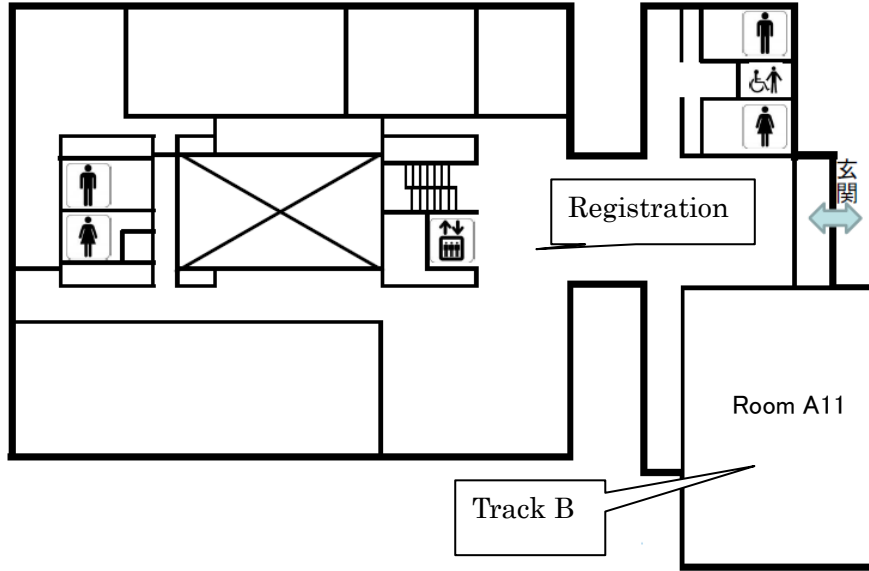 玄
関
Registration
Room A11
Track B